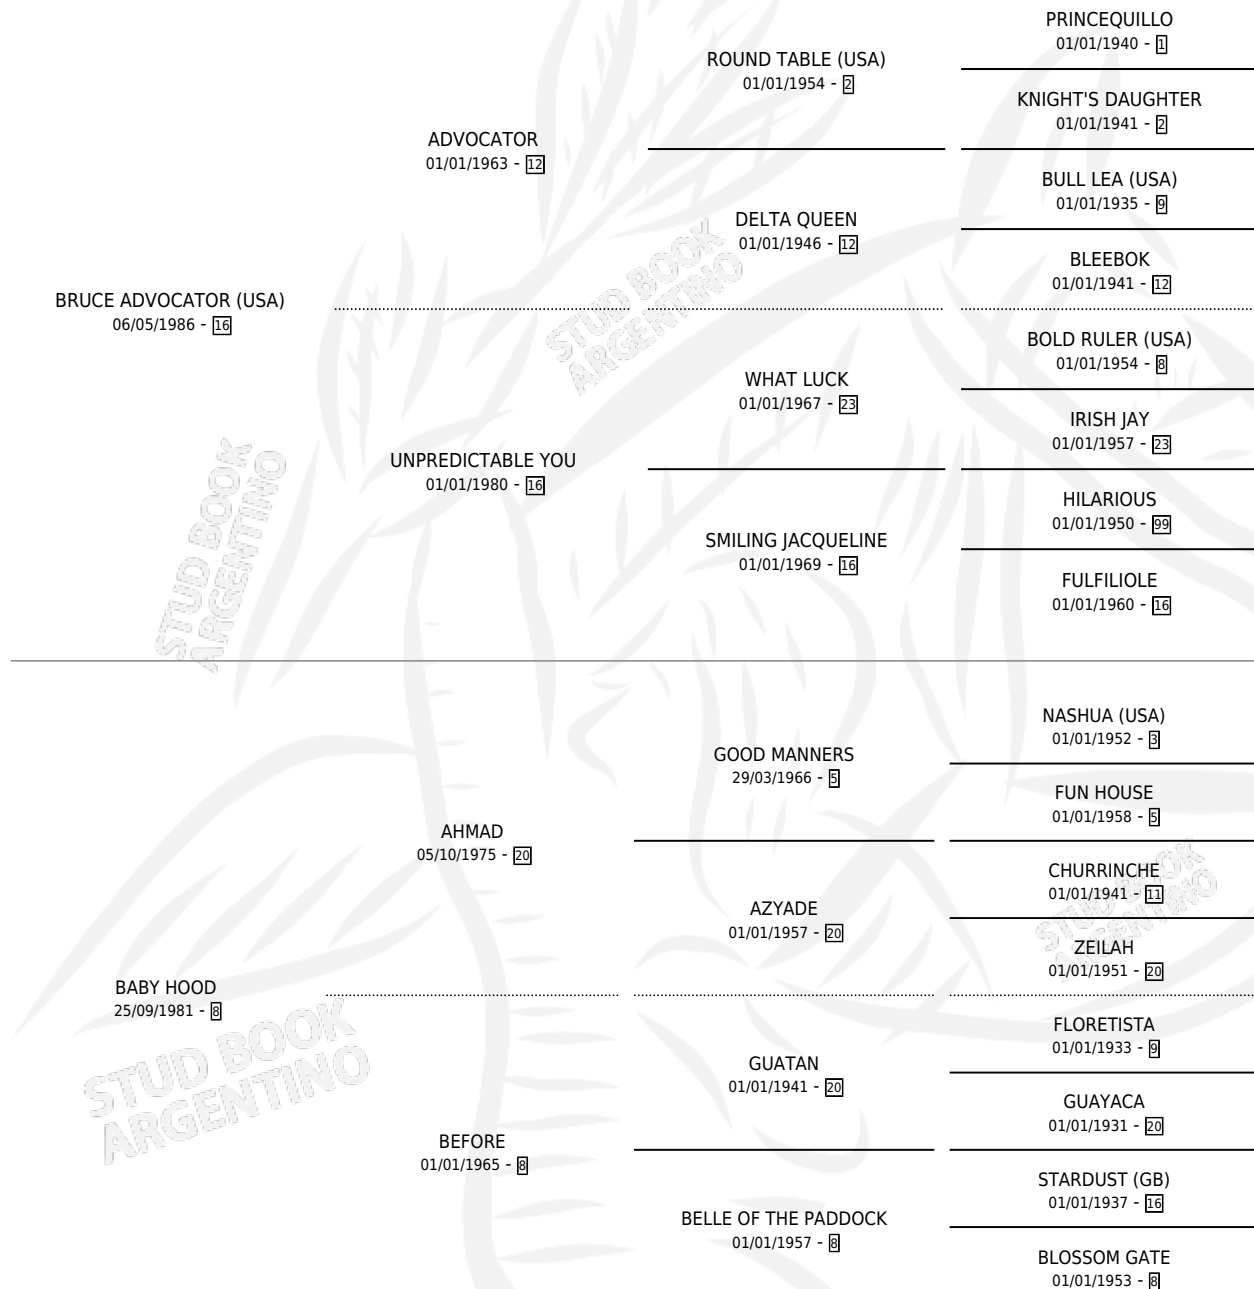 PRINCEQUILLO
01/01/1940 - 1
ROUND TABLE (USA)
01/01/1954 - 2
KNIGHT'S DAUGHTER
01/01/1941 - 2
ADVOCATOR
01/01/1963 - 12
BULL LEA (USA)
01/01/1935 - 9
DELTA QUEEN
01/01/1946 - 12
BLEEBOK
01/01/1941 - 12
BRUCE ADVOCATOR (USA)
06/05/1986 - 16
BOLD RULER (USA)
01/01/1954 - 8
WHAT LUCK
01/01/1967 - 23
IRISH JAY
01/01/1957 - 23
UNPREDICTABLE YOU
01/01/1980 - 16
HILARIOUS
01/01/1950 - 99
SMILING JACQUELINE
01/01/1969 - 16
FULFILIOLE
01/01/1960 - 16
NASHUA (USA)
01/01/1952 - 3
GOOD MANNERS
29/03/1966 - 5
FUN HOUSE
01/01/1958 - 5
AHMAD
05/10/1975 - 20
CHURRINCHE
01/01/1941 - 11
AZYADE
01/01/1957 - 20
ZEILAH
01/01/1951 - 20
BABY HOOD
25/09/1981 - 8
FLORETISTA
01/01/1933 - 9
GUATAN
01/01/1941 - 20
GUAYACA
01/01/1931 - 20
BEFORE
01/01/1965 - 8
STARDUST (GB)
01/01/1937 - 16
BELLE OF THE PADDOCK
01/01/1957 - 8
BLOSSOM GATE
01/01/1953 - 8
STUD BOOK
ARGENTINO
STUD BOOK
ARGENTINO
STUD BOOK
ARGENTINO
STUD BOOK
ARGENTINO